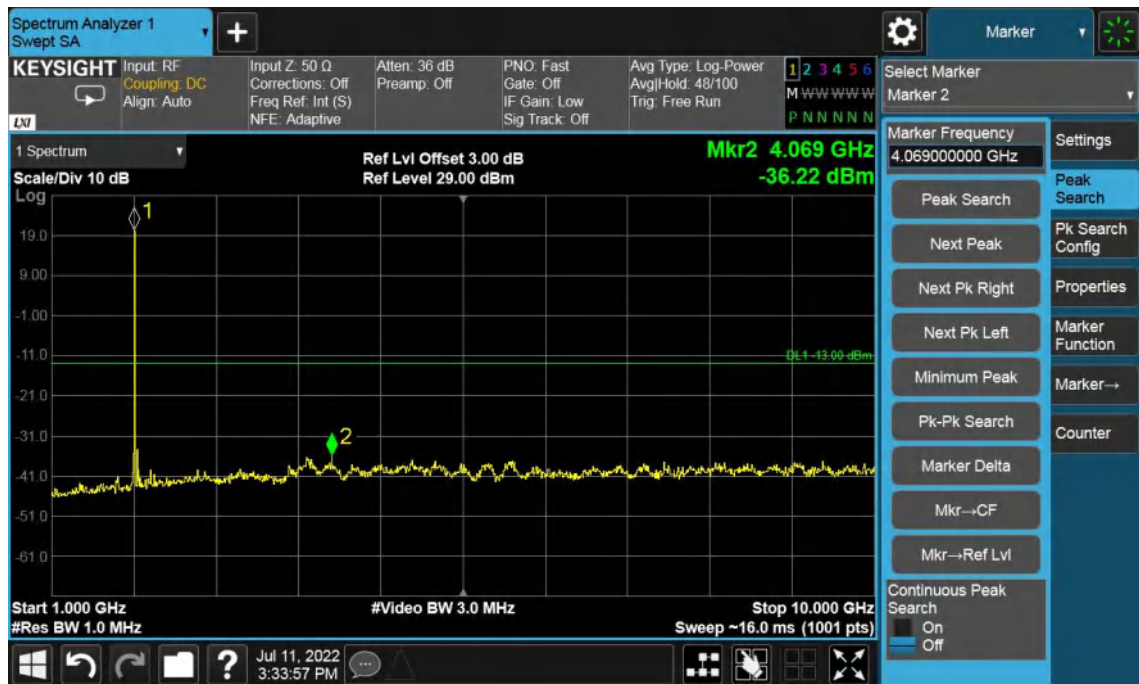 Spectrum Analyzer 1
Swept SA
+
Marker
KEYSIGHT
LXI
Input: RF
Coupling: DC
Align: Auto
Input Z: 50 Ω
Corrections: Off
Freq Ref: Int (S)
NFE: Adaptive
Atten: 36 dB
Preamp: Off
PNO: Fast
Gate: Off
IF Gain: Low
Sig Track: Off
Avg Type: Log-Power
Avg|Hold: 48/100
Trig: Free Run
1 2 3 4 5 6
M W W W W W
P N N N N N
Select Marker
Marker 2
1 Spectrum
Scale/Div 10 dB
Log
Ref Lvl Offset 3.00 dB
Ref Level 29.00 dBm
Mkr2 4.069 GHz
-36.22 dBm
1
19.0
9.00
-1.00
-11.0
DL1 -13.00 dBm
-21.0
-31.0
2
-41.0
-51.0
-61.0
Start 1.000 GHz
#Res BW 1.0 MHz
#Video BW 3.0 MHz
Stop 10.000 GHz
Sweep ~16.0 ms (1001 pts)
Marker Frequency
4.069000000 GHz
Peak Search
Next Peak
Next Pk Right
Next Pk Left
Minimum Peak
Pk-Pk Search
Marker Delta
Mkr→CF
Mkr→Ref Lvl
Continuous Peak
Search
On
Off
Settings
Peak
Search
Pk Search
Config
Properties
Marker
Function
Marker→
Counter
?
Jul 11, 2022
3:33:57 PM